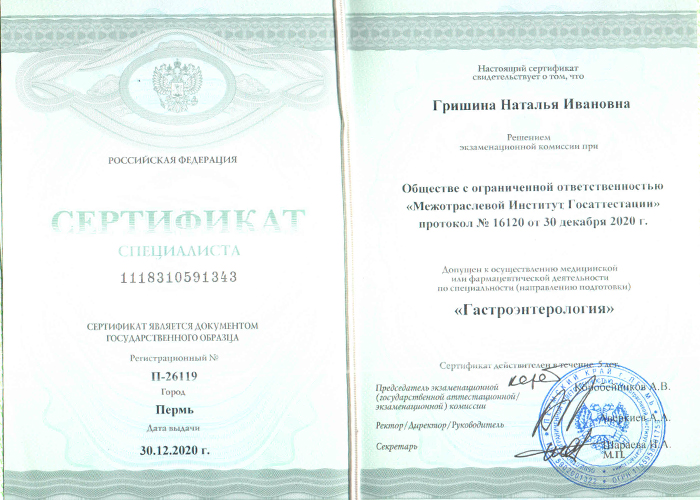 РОССИЙСКАЯ ФЕДЕРАЦИЯ
СЕРТИФИКАТ
СПЕЦИАЛИСТА
1118310591343
СЕРТИФИКАТ ЯВЛЯЕТСЯ ДОКУМЕНТОМ
ГОСУДАРСТВЕННОГО ОБРАЗЦА
Регистрационный №
П-26119
Город
Пермь
Дата выдачи
30.12.2020 г.
Настоящий сертификат
свидетельствует о том, что
Гришина Наталья Ивановна
Решением
экзаменационной комиссии при
Обществе с ограниченной ответственностью
«Межотраслевой Институт Госаттестации»
протокол № 16120 от 30 декабря 2020 г.
Допущен к осуществлению медицинской
или фармацевтической деятельности
по специальности (направлению подготовки)
«Гастроэнтерология»
Сертификат действителен в течение 5 лет.
Председатель экзаменационной
(государственной аттестационной/
экзаменационной) комиссии
Коробейников А.В.
Ректор/Директор/Руководитель
Аверкиев А.А.
Секретарь
Шараева Л.А.
М.П.